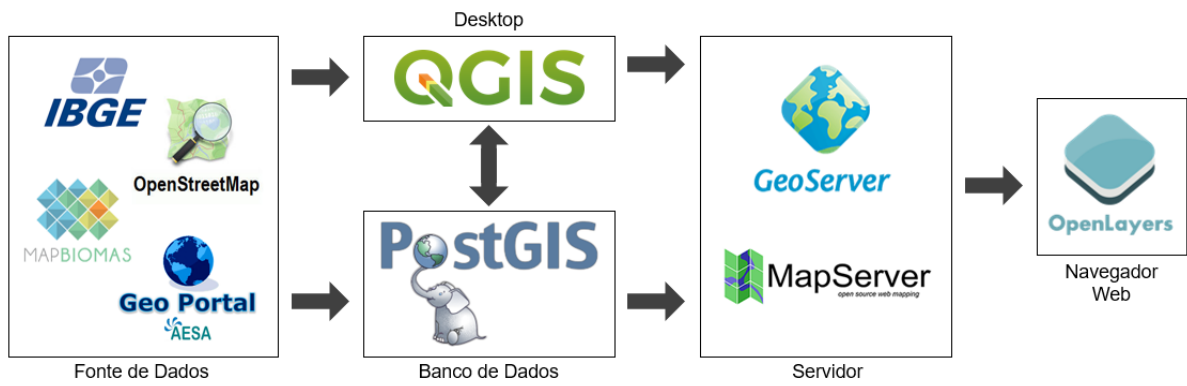 Desktop
IBGE
OpenStreetMap
MAPBIOMAS
Geo Portal
AESA
Fonte de Dados
QGIS
PostGIS
Banco de Dados
GeoServer
MapServer
open source web mapping
Servidor
OpenLayers
Navegador
Web